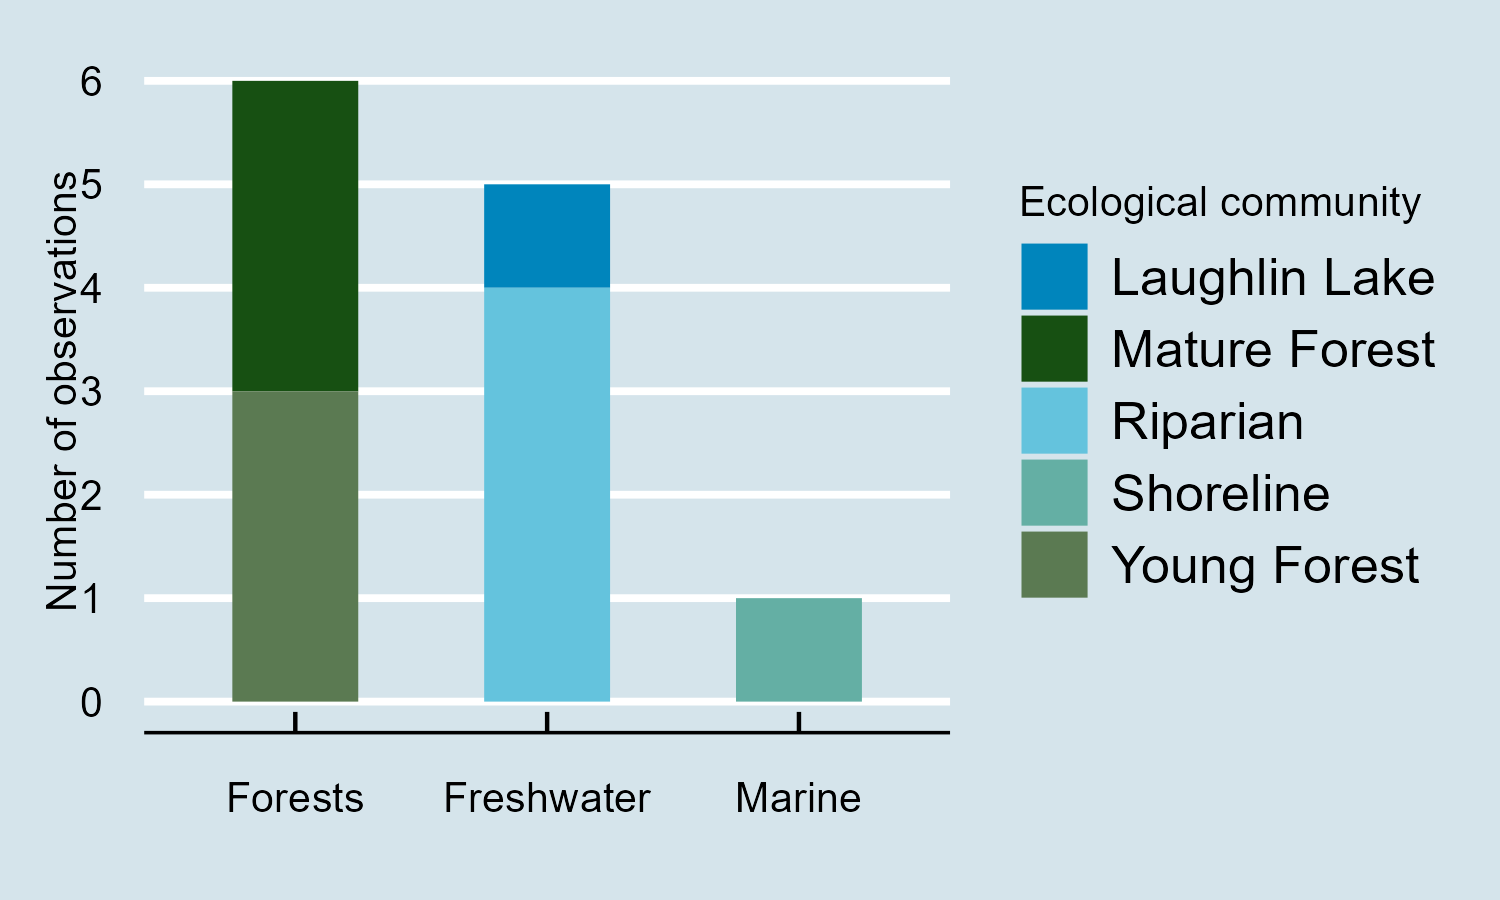 Number of observations
6
5
4
3
2
1
0
Forests
Freshwater
Marine
Ecological community
Laughlin Lake
Mature Forest
Riparian
Shoreline
Young Forest